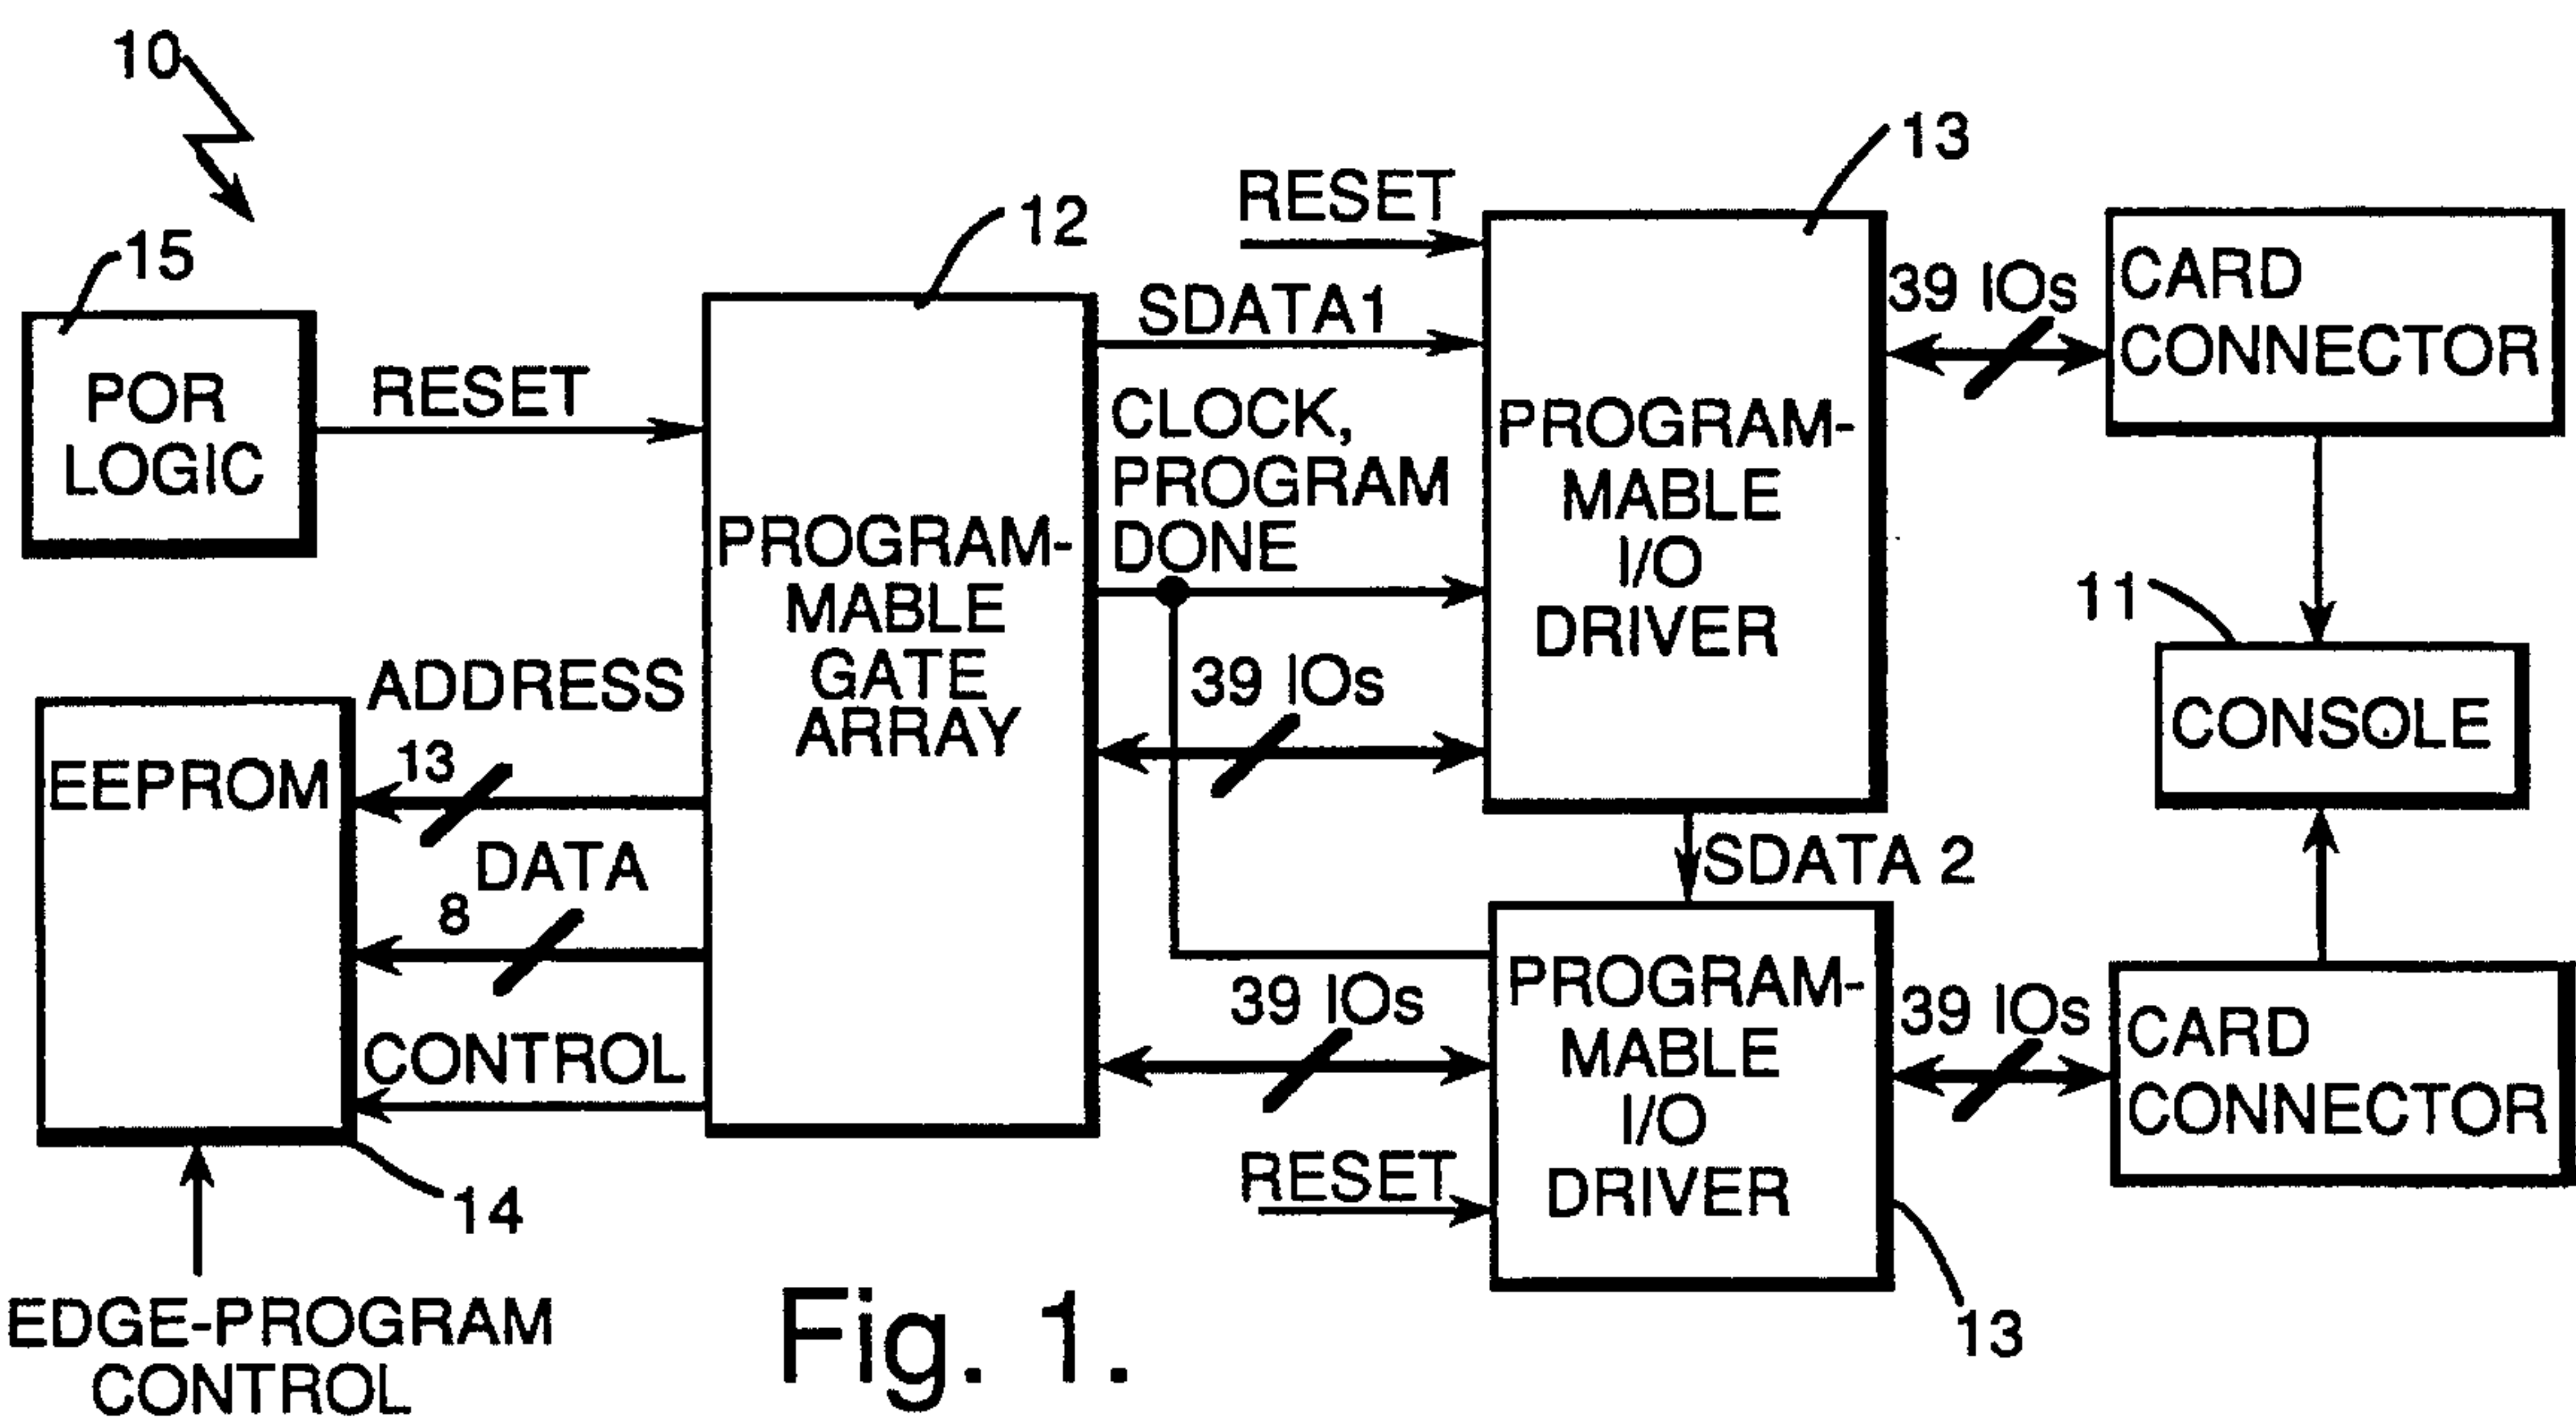 10
15
POR
LOGIC
RESET
12
PROGRAM-
MABLE
GATE
ARRAY
ADDRESS
13
DATA
8
CONTROL
EEPROM
14
EDGE-PROGRAM
CONTROL
RESET
SDATA1
CLOCK,
PROGRAM
DONE
39 IOs
13
PROGRAM-
MABLE
I/O
DRIVER
39 IOs
CARD
CONNECTOR
11
CONSOLE
SDATA 2
39 IOs
RESET
PROGRAM-
MABLE
I/O
DRIVER
13
39 IOs
CARD
CONNECTOR
Fig. 1.